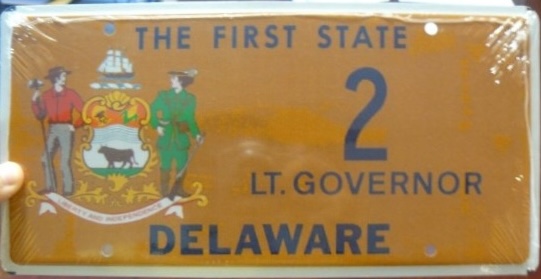 THE FIRST STATE
2
LT. GOVERNOR
LIBERTY AND INDEPENDENCE
DELAWARE